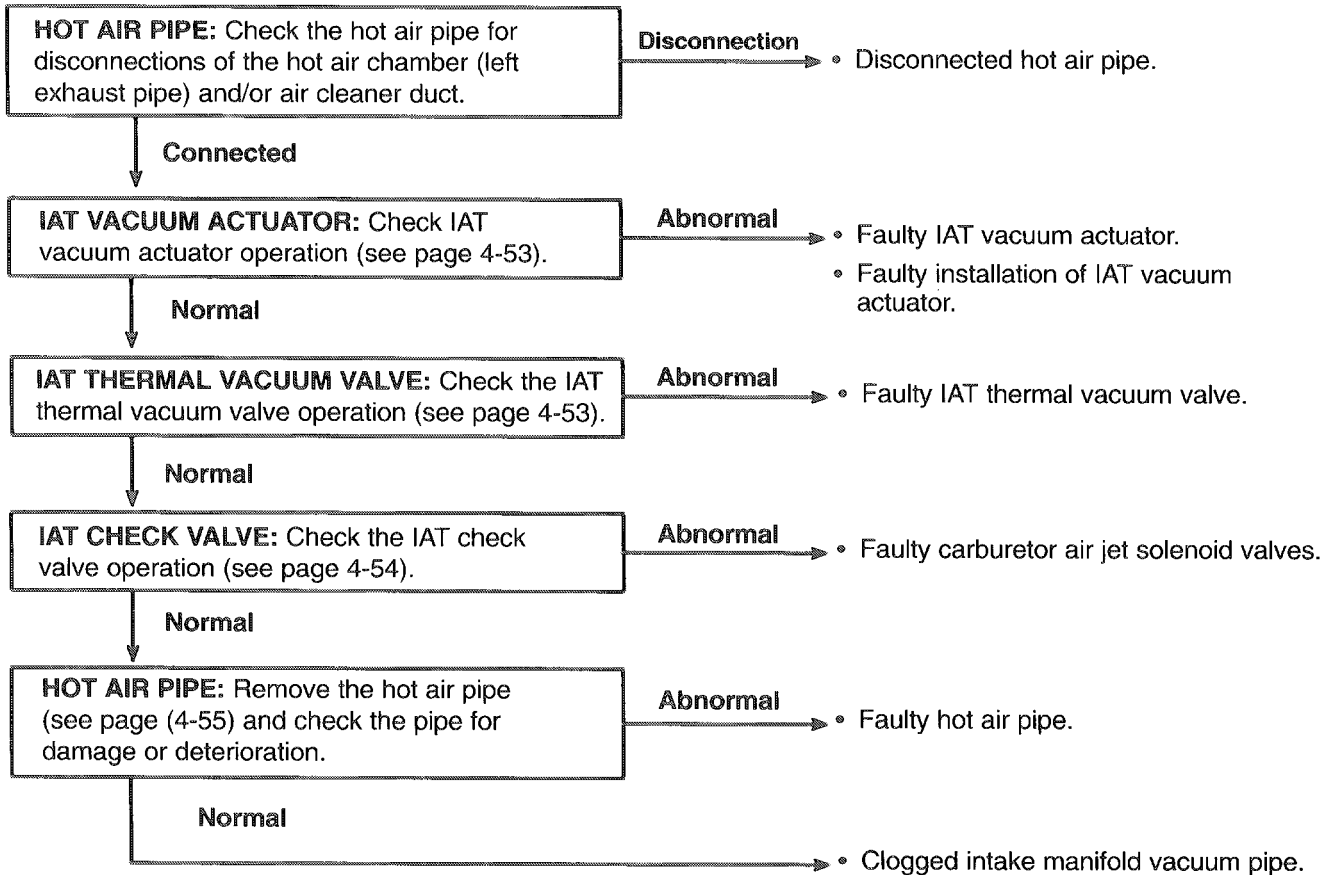 HOT AIR PIPE: Check the hot air pipe for
disconnections of the hot air chamber (left
exhaust pipe) and/or air cleaner duct.
Disconnection
• Disconnected hot air pipe.
Connected
IAT VACUUM ACTUATOR: Check IAT
vacuum actuator operation (see page 4-53).
Abnormal
• Faulty IAT vacuum actuator.
• Faulty installation of IAT vacuum
actuator.
Normal
IAT THERMAL VACUUM VALVE: Check the IAT
thermal vacuum valve operation (see page 4-53).
Abnormal
• Faulty IAT thermal vacuum valve.
Normal
IAT CHECK VALVE: Check the IAT check
valve operation (see page 4-54).
Abnormal
• Faulty carburetor air jet solenoid valves.
Normal
HOT AIR PIPE: Remove the hot air pipe
(see page (4-55) and check the pipe for
damage or deterioration.
Abnormal
• Faulty hot air pipe.
Normal
• Clogged intake manifold vacuum pipe.